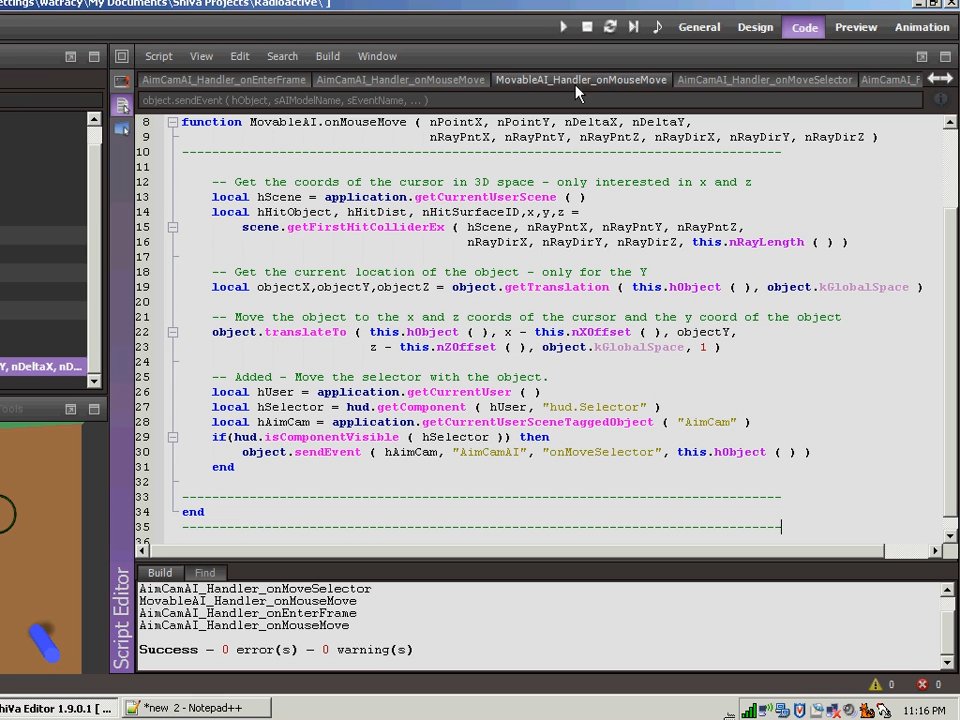 ettings\watracy\My Documents\ShiVa Projects\Radioactive\ ]
General Design Code Preview Animation
Script View Edit Search Build Window
AimCamAI_Handler_onEnterFrame AimCamAI_Handler_onMouseMove MovableAI_Handler_onMouseMove AimCamAI_Handler_onMoveSelector AimCamAI_F
object.sendEvent ( hObject, sAIModelName, sEventName, ... )
8 function MovableAI.onMouseMove ( nPointX, nPointY, nDeltaX, nDeltaY,
9 nRayPntX, nRayPntY, nRayPntZ, nRayDirX, nRayDirY, nRayDirZ )
10 --------------------------------------------------------------------------------
11
12 -- Get the coords of the cursor in 3D space - only interested in x and z
13 local hScene = application.getCurrentUserScene ( )
14 local hHitObject, hHitDist, nHitSurfaceID,x,y,z =
15 scene.getFirstHitColliderEx ( hScene, nRayPntX, nRayPntY, nRayPntZ,
16 nRayDirX, nRayDirY, nRayDirZ, this.nRayLength ( ) )
17
18 -- Get the current location of the object - only for the Y
19 local objectX,objectY,objectZ = object.getTranslation ( this.hObject ( ), object.kGlobalSpace )
20
21 -- Move the object to the x and z coords of the cursor and the y coord of the object
22 object.translateTo ( this.hObject ( ), x - this.nXOffset ( ), objectY,
23 z - this.nZOffset ( ), object.kGlobalSpace, 1 )
24
25 -- Added - Move the selector with the object.
26 local hUser = application.getCurrentUser ( )
27 local hSelector = hud.getComponent ( hUser, "hud.Selector" )
28 local hAimCam = application.getCurrentUserSceneTaggedObject ( "AimCam" )
29 if(hud.isComponentVisible ( hSelector )) then
30 object.sendEvent ( hAimCam, "AimCamAI", "onMoveSelector", this.hObject ( ) )
31 end
32
33 --------------------------------------------------------------------------------
34 end
35 --------------------------------------------------------------------------------
36
Y, nDeltaX, nD...
Tools
Script Editor
Build Find
AimCamAI_Handler_onMoveSelector
MovableAI_Handler_onMouseMove
AimCamAI_Handler_onEnterFrame
AimCamAI_Handler_onMouseMove
Success - 0 error(s) - 0 warning(s)
0 0
hiVa Editor 1.9.0.1 [ ... *new 2 - Notepad++ 11:16 PM